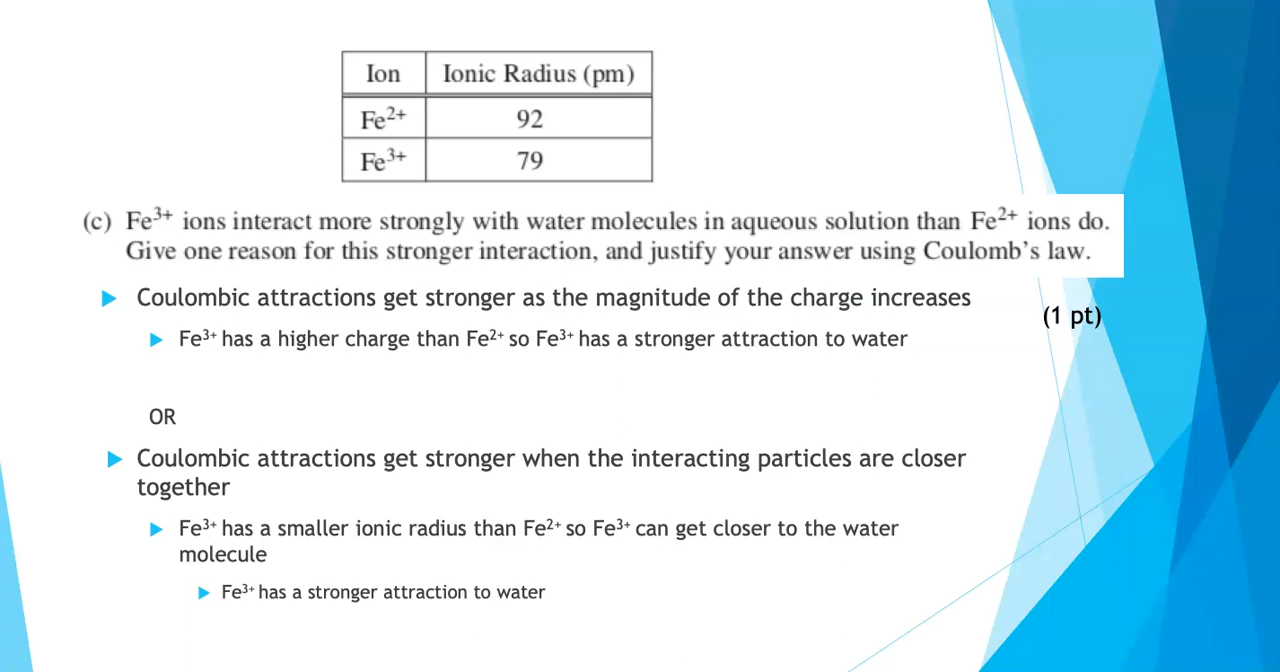 Ion Ionic Radius (pm)
Fe²⁺ 92
Fe³⁺ 79
(c) Fe³⁺ ions interact more strongly with water molecules in aqueous solution than Fe²⁺ ions do.
Give one reason for this stronger interaction, and justify your answer using Coulomb’s law.
Coulombic attractions get stronger as the magnitude of the charge increases
(1 pt)
Fe³⁺ has a higher charge than Fe²⁺ so Fe³⁺ has a stronger attraction to water
OR
Coulombic attractions get stronger when the interacting particles are closer
together
Fe³⁺ has a smaller ionic radius than Fe²⁺ so Fe³⁺ can get closer to the water
molecule
Fe³⁺ has a stronger attraction to water